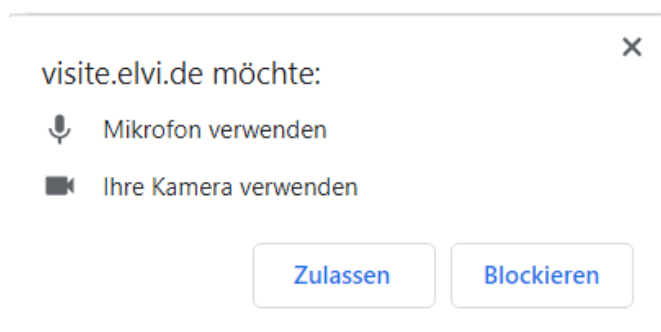 visite.elvi.de möchte:
Mikrofon verwenden
Ihre Kamera verwenden
Zulassen
Blockieren